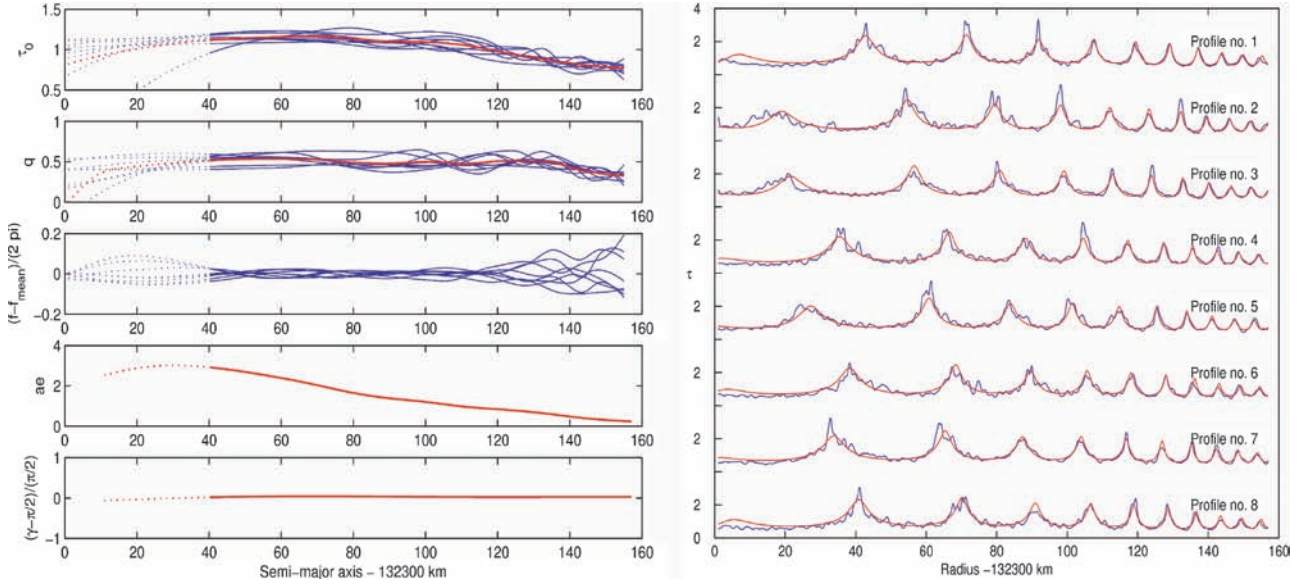 1.5
1
0.5
τo
0 20 40 60 80 100 120 140 160
1
0.5
0
q
0 20 40 60 80 100 120 140 160
0.2
0
−0.2
(f−fmean)/(2 pi)
0 20 40 60 80 100 120 140 160
4
2
0
ae
0 20 40 60 80 100 120 140 160
1
0
−1
(γ−π/2)/(π/2)
0 20 40 60 80 100 120 140 160
Semi−major axis − 132300 km
4
2
Profile no. 1
2
Profile no. 2
2
Profile no. 3
2
Profile no. 4
τ
2
Profile no. 5
2
Profile no. 6
2
Profile no. 7
2
Profile no. 8
0
0 20 40 60 80 100 120 140 160
Radius −132300 km